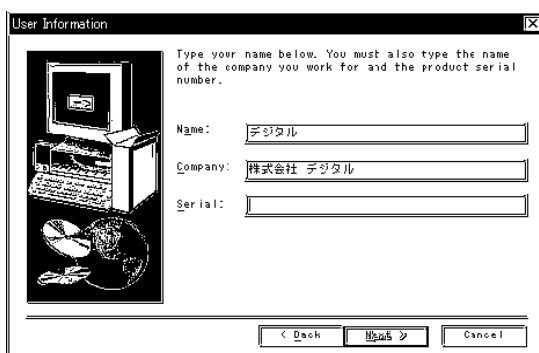 User Information
Type your name below. You must also type the name
of the company you work for and the product serial
number.
Name: デジタル
Company: 株式会社 デジタル
Serial:
< Back Next > Cancel